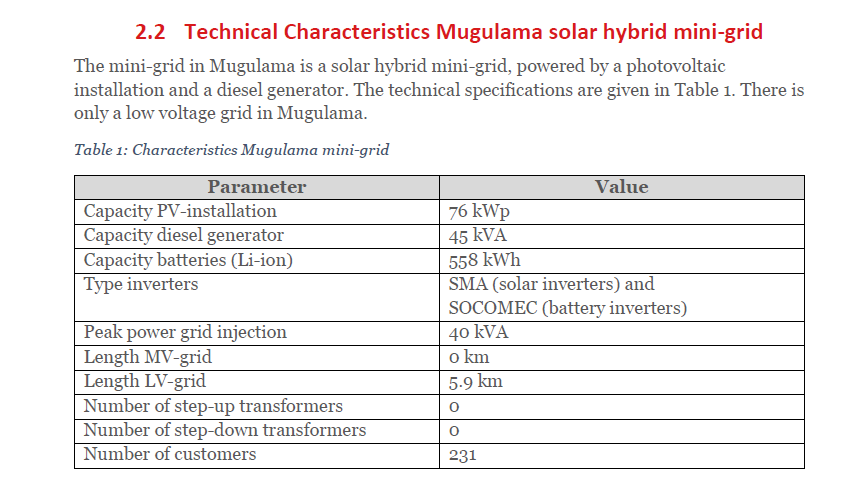 2.2 Technical Characteristics Mugulama solar hybrid mini-grid
The mini-grid in Mugulama is a solar hybrid mini-grid, powered by a photovoltaic
installation and a diesel generator. The technical specifications are given in Table 1. There is
only a low voltage grid in Mugulama.
Table 1: Characteristics Mugulama mini-grid
Parameter Value
Capacity PV-installation 76 kWp
Capacity diesel generator 45 kVA
Capacity batteries (Li-ion) 558 kWh
Type inverters SMA (solar inverters) and
SOCOMEC (battery inverters)
Peak power grid injection 40 kVA
Length MV-grid 0 km
Length LV-grid 5.9 km
Number of step-up transformers 0
Number of step-down transformers 0
Number of customers 231